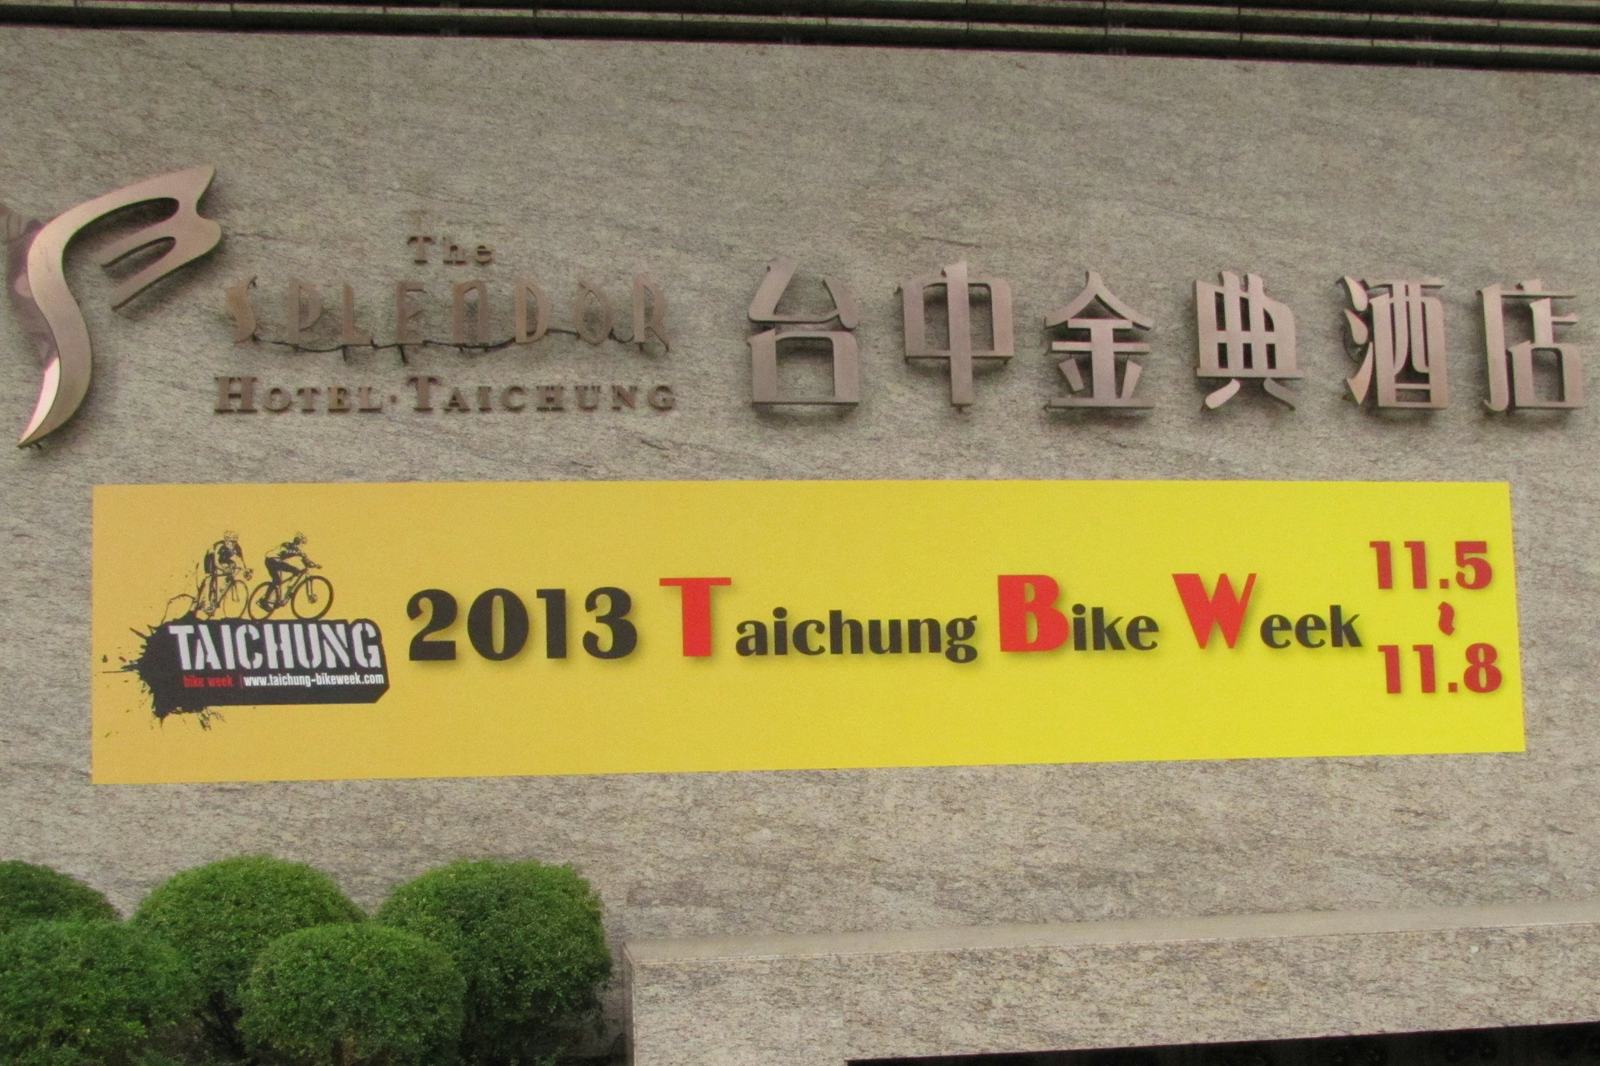 The
SPLENDOR
HOTEL·TAICHUNG
台中金典酒店
TAICHUNG
bike week | www.taichung-bikeweek.com
2013 Taichung Bike Week
11.5
~
11.8